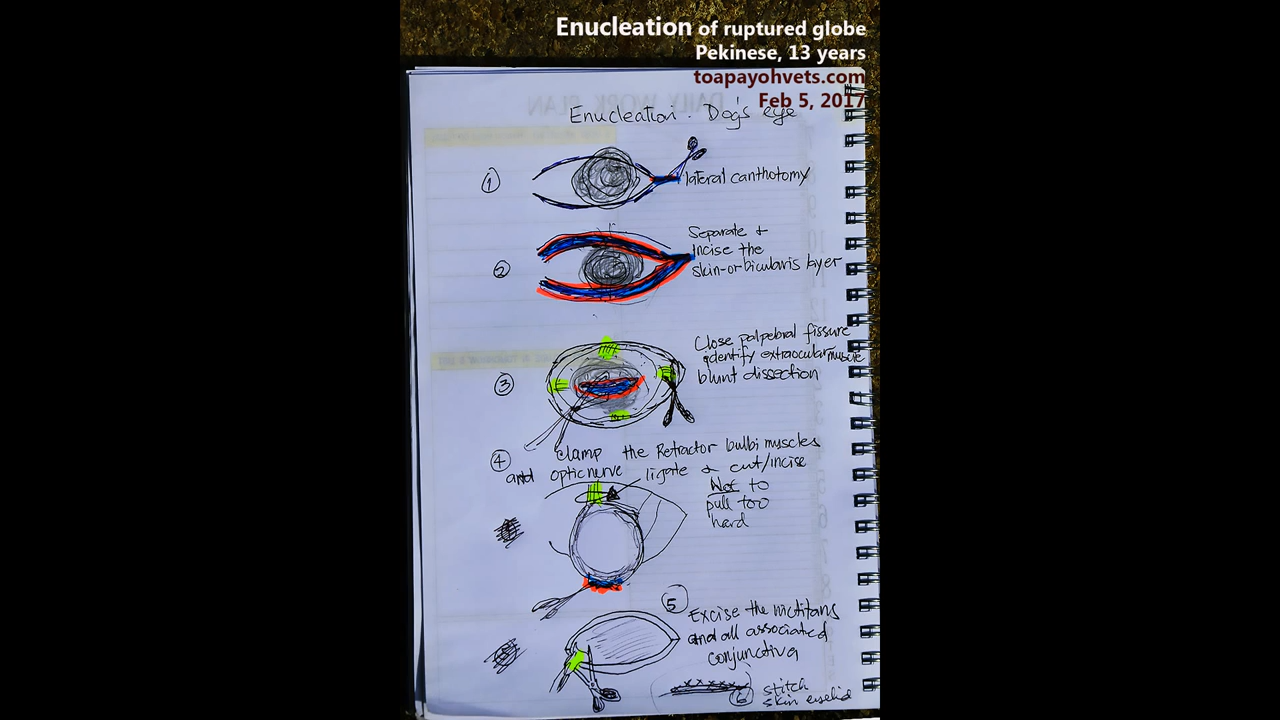 Enucleation of ruptured globe
Pekinese, 13 years
toapayohvets.com
Feb 5, 2017
DAILY WORK PLAN
Enucleation. Dog's eye
1
lateral canthotomy
2
Separate &
Incise the
skin-orbicularis layer
3
Close palpebral fissure
identify extraocular muscle
blunt dissection
4
clamp the Retractor bulbi muscles
and optic nerve ligate & cut/incise
Not to
pull too
hard
5
Excise the nictitans
and all associated
conjunctiva
6
stitch
skin eyelid